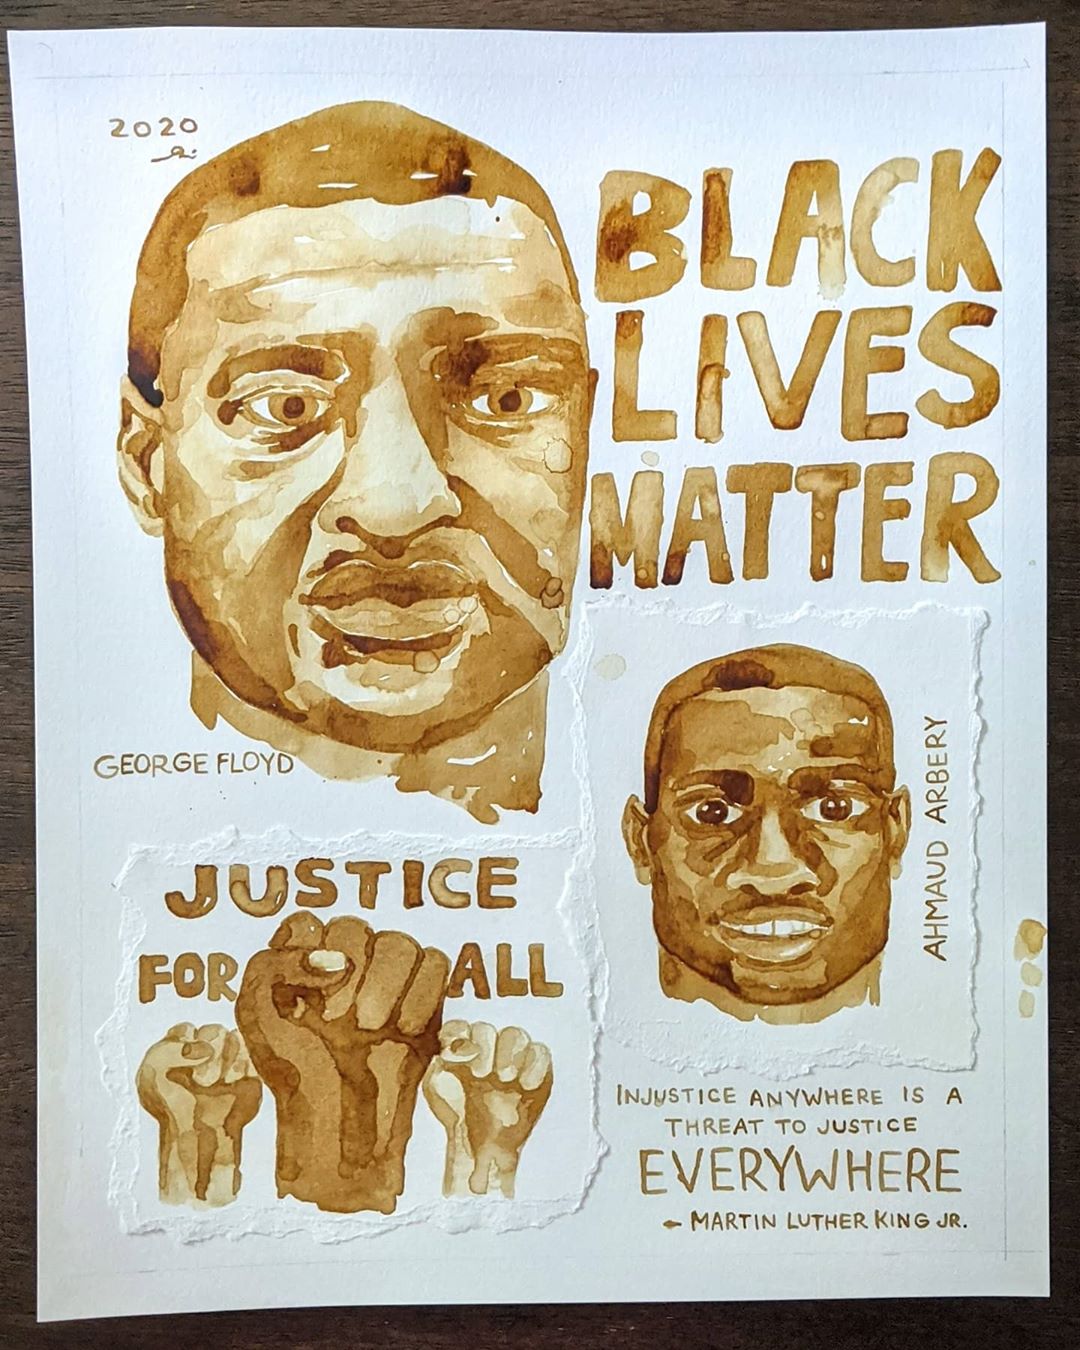 2020
BLACK
LIVES
MATTER
GEORGE FLOYD
AHMAUD ARBERY
JUSTICE
FOR ALL
INJUSTICE ANYWHERE IS A
THREAT TO JUSTICE
EVERYWHERE
- MARTIN LUTHER KING JR.